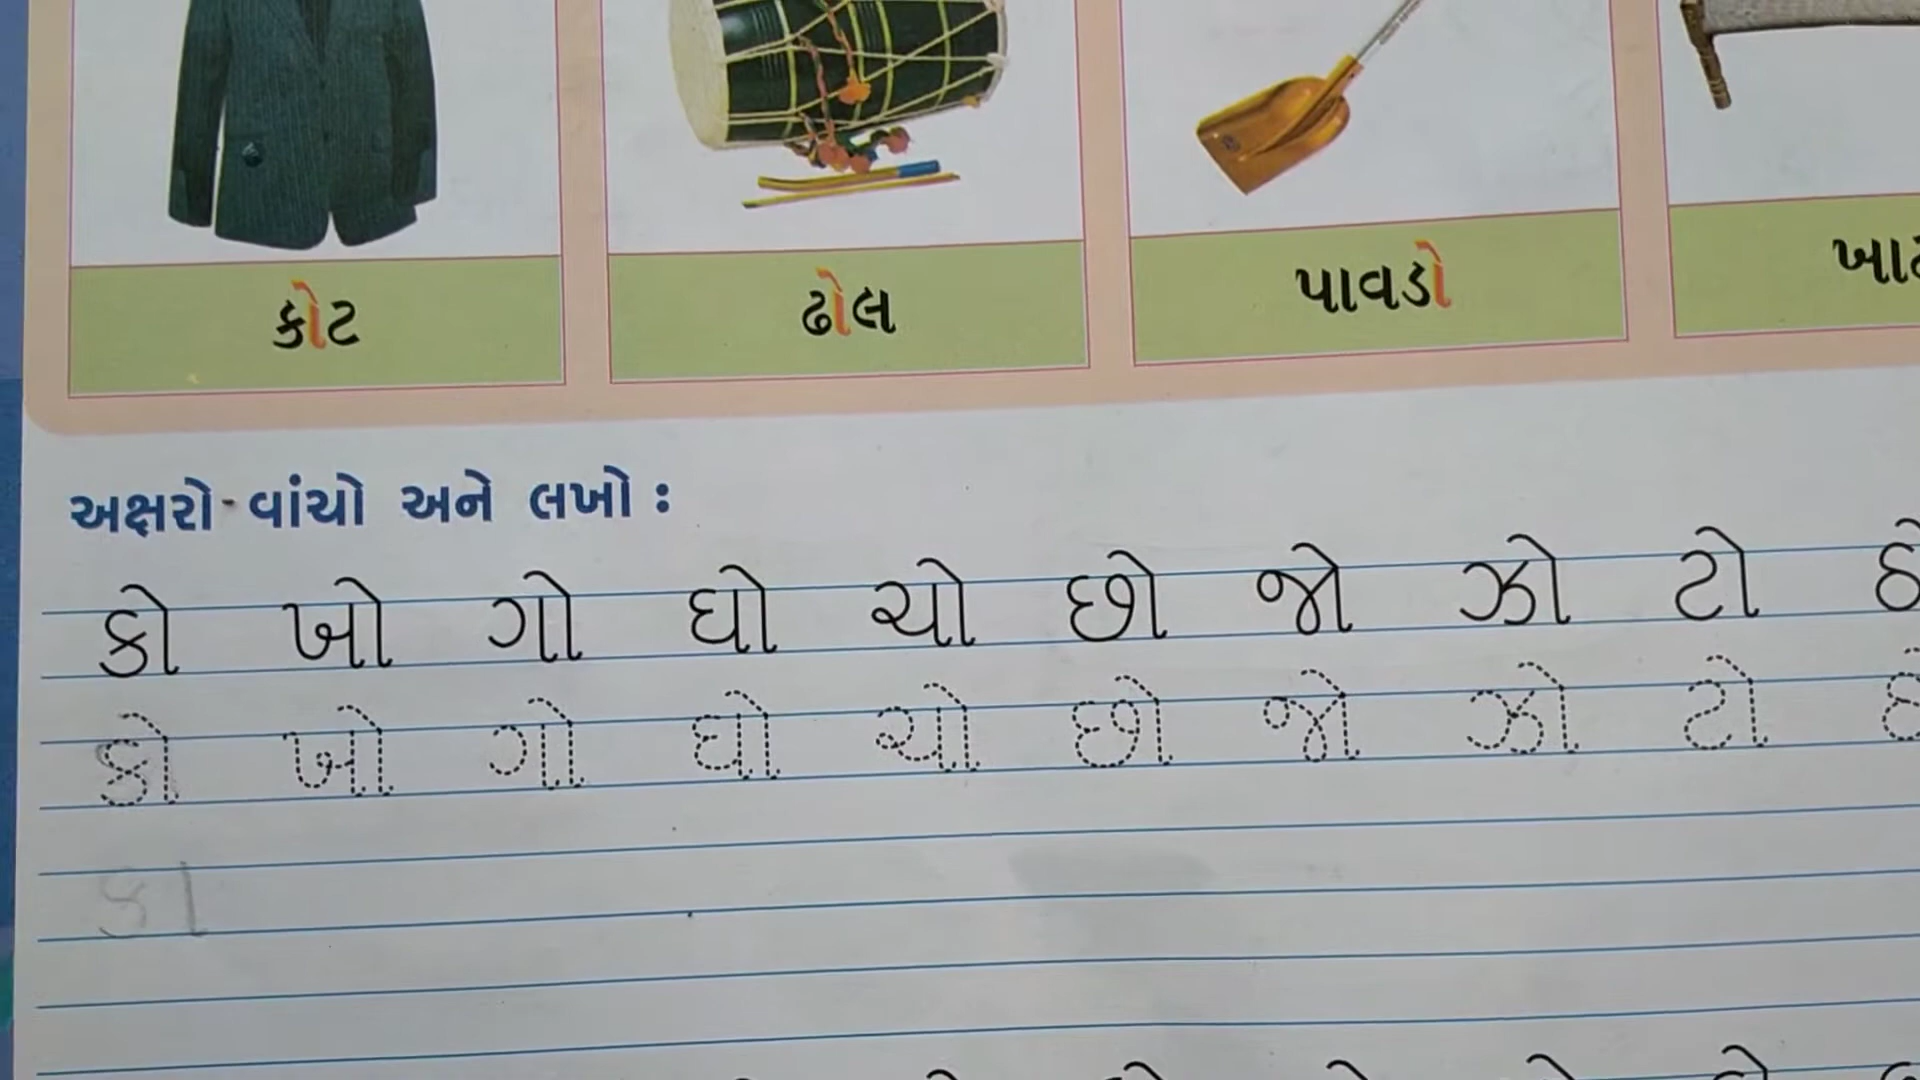 કોટ ઢોલ પાવડો
અક્ષરો - વાંચો અને લખો :
કો ખો ગો ઘો ચો છો જો ઝો ટો
કો ખો ગો ઘો ચો છો જો ઝો ટો
કા